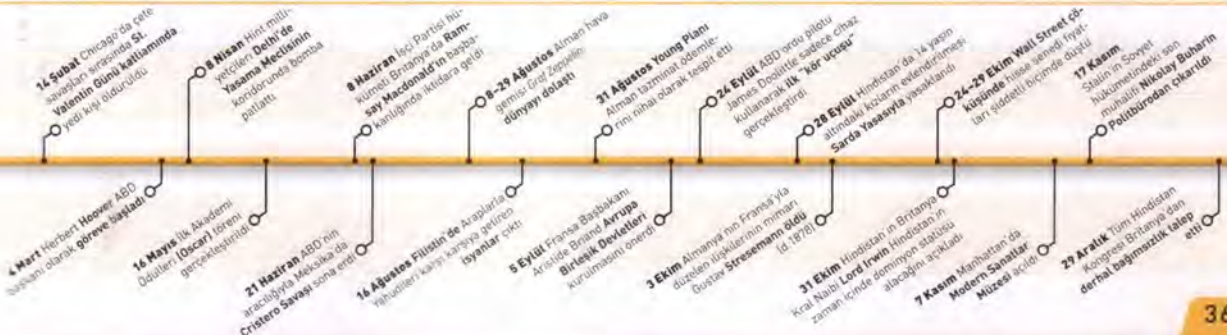 14 Şubat Chicago'da çete
savaşları sırasında St.
Valentin Günü katliamında
yedi kişi öldürüldü
8 Nisan Hint milli-
yetçileri Delhi'de
Yasama Meclisinin
koridorunda bomba
patlattı
8 Haziran İşçi Partisi hü-
kümeti Britanya'da Ram-
say Macdonald'ın başba-
kanlığında iktidara geldi
8-29 Ağustos Alman hava
gemisi Graf Zeppelin
dünyayı dolaştı
31 Ağustos Young Planı
Alman tazminat ödemele-
rini nihai olarak tespit etti
24 Eylül ABD ordu pilotu
James Doolittle sadece cihaz
kullanarak ilk "kör uçuşu"
gerçekleştirdi
28 Eylül Hindistan'da 14 yaşın
altındaki kızların evlendirilmesi
Sarda Yasasıyla yasaklandı
24-29 Ekim Wall Street çö-
küşünde hisse senedi fiyat-
ları şiddetli biçimde düştü
17 Kasım
Stalin'in Sovyet
hükümetindeki son
muhalifi Nikolay Buharin
Politbürodan çıkarıldı
4 Mart Herbert Hoover ABD
başkanı olarak göreve başladı
16 Mayıs İlk Akademi
Ödülleri (Oscar) töreni
gerçekleştirildi
21 Haziran ABD'nin
aracılığıyla Meksika'da
Cristero Savaşı sona erdi
16 Ağustos Filistin'de Araplarla
Yahudileri karşı karşıya getiren
isyanlar çıktı
5 Eylül Fransa Başbakanı
Aristide Briand Avrupa
Birleşik Devletleri
kurulmasını önerdi
3 Ekim Almanya'nın Fransa'yla
düzelen ilişkilerinin mimarı
Gustav Stresemann öldü
(d. 1878)
31 Ekim Hindistan'ın Britanya
Kral Naibi Lord Irwin Hindistan'ın
zaman içinde dominyon statüsü
alacağını açıkladı
7 Kasım Manhattan'da
Modern Sanatlar
Müzesi açıldı
29 Aralık Tüm Hindistan
Kongresi Britanya'dan
derhal bağımsızlık talep
etti
36